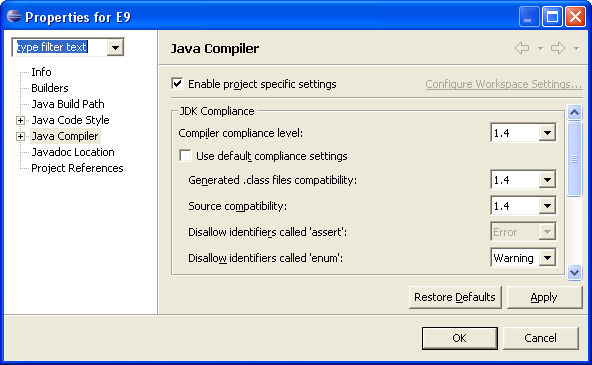 Properties for E9
type filter text
Info
Builders
Java Build Path
Java Code Style
Java Compiler
Javadoc Location
Project References
Java Compiler
Enable project specific settings
Configure Workspace Settings...
JDK Compliance
Compiler compliance level:
1.4
Use default compliance settings
Generated .class files compatibility:
1.4
Source compatibility:
1.4
Disallow identifiers called 'assert':
Error
Disallow identifiers called 'enum':
Warning
Restore Defaults
Apply
OK
Cancel